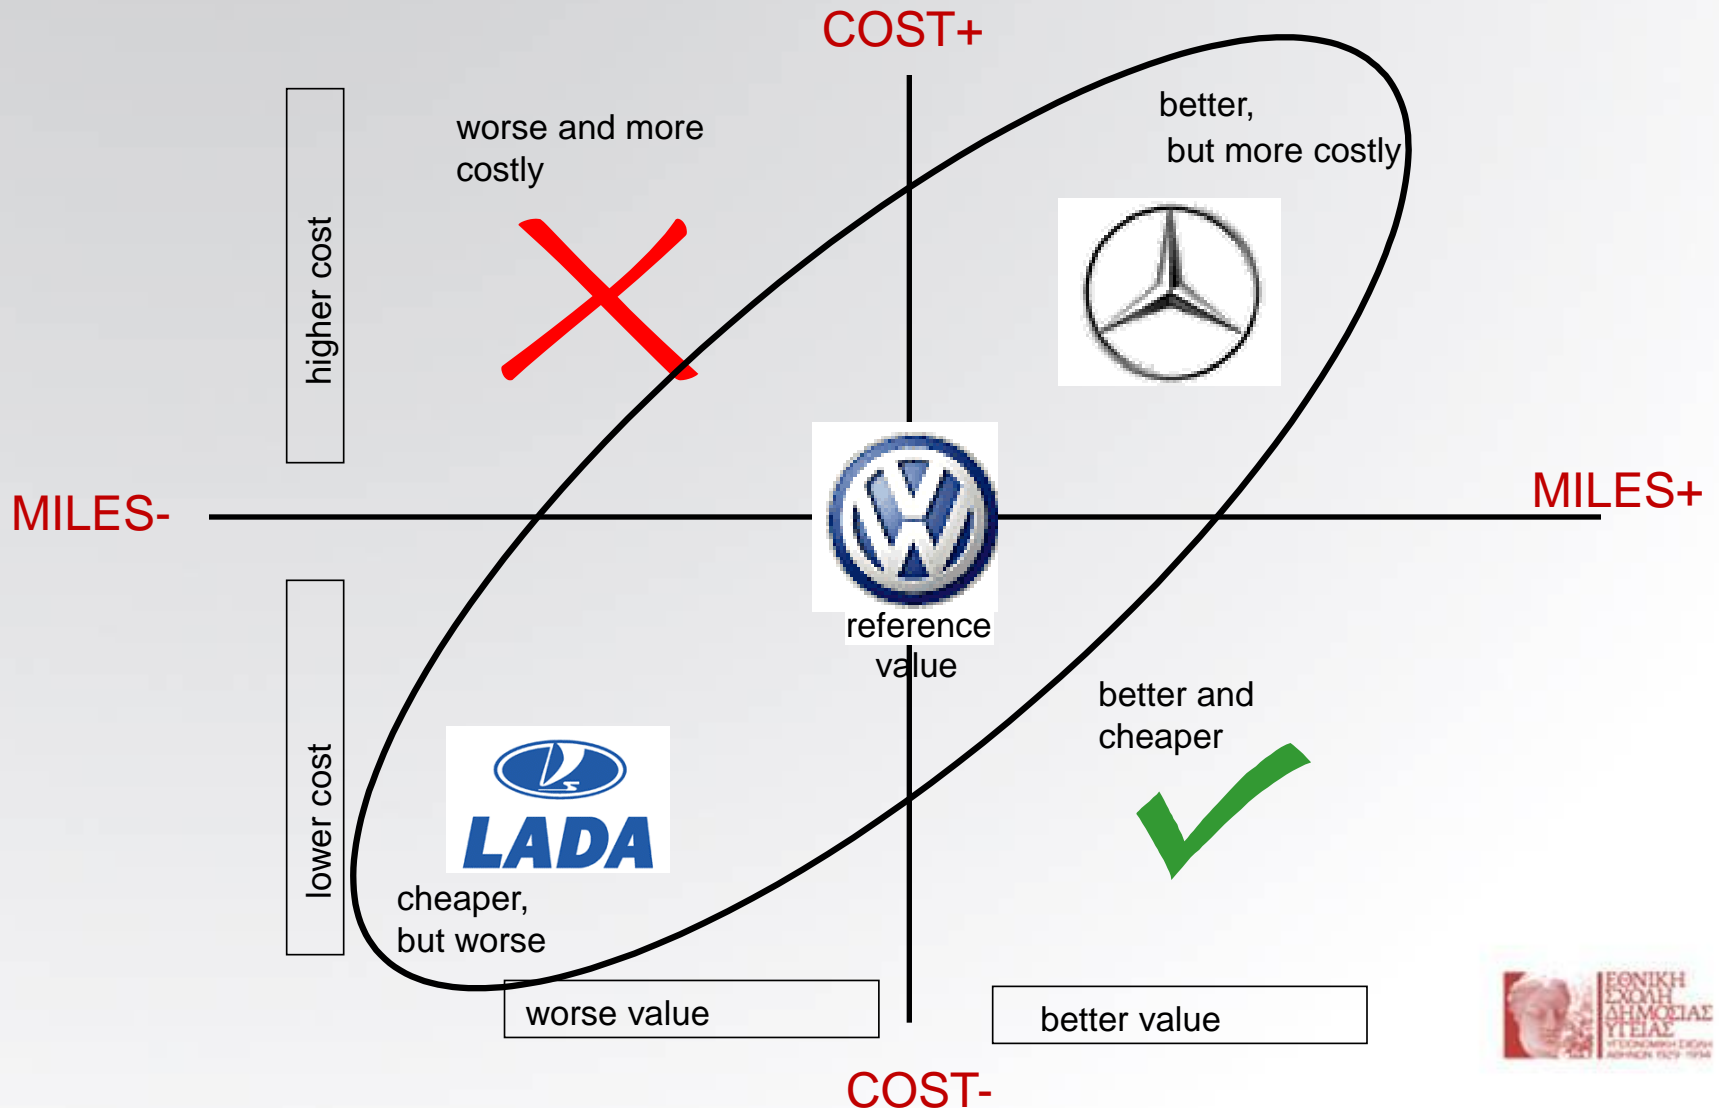 COST+
worse and more
costly
better,
but more costly
higher cost
MILES-
MILES+
reference
value
better and
cheaper
lower cost
LADA
cheaper,
but worse
worse value
better value
COST-
ΕΘΝΙΚΗ
ΣΧΟΛΗ
ΔΗΜΟΣΙΑΣ
ΥΓΕΙΑΣ